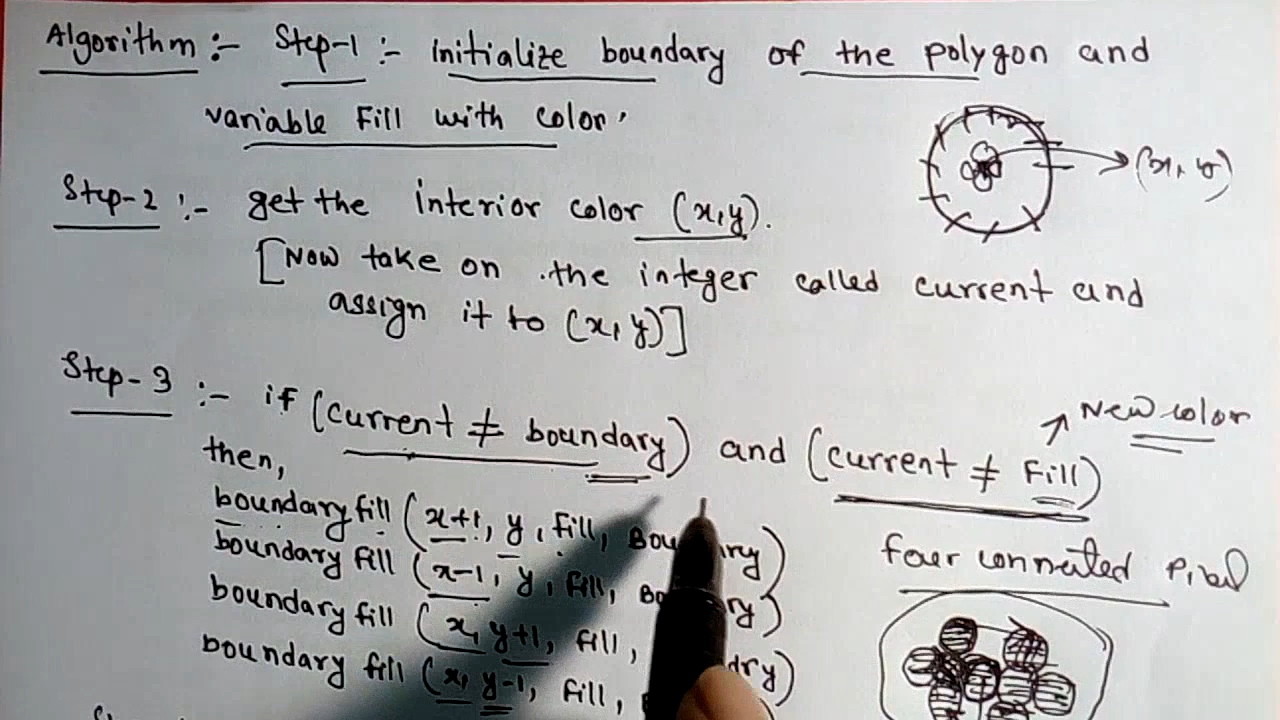 Algorithm :- Step-1 :- initialize boundary of the polygon and
variable Fill with color.
(x, y)
Step-2 :- get the interior color (x,y).
[Now take on the integer called current and
assign it to (x, y)]
Step-3 :- if (current ≠ boundary) and (current ≠ Fill)
New color
then,
boundary fill (x+1, y, Fill, Boundary)
boundary fill (x-1, y, Fill,
boundary fill (x, y+1, fill,
boundary fill (x, y-1, fill,
four connected Pixel